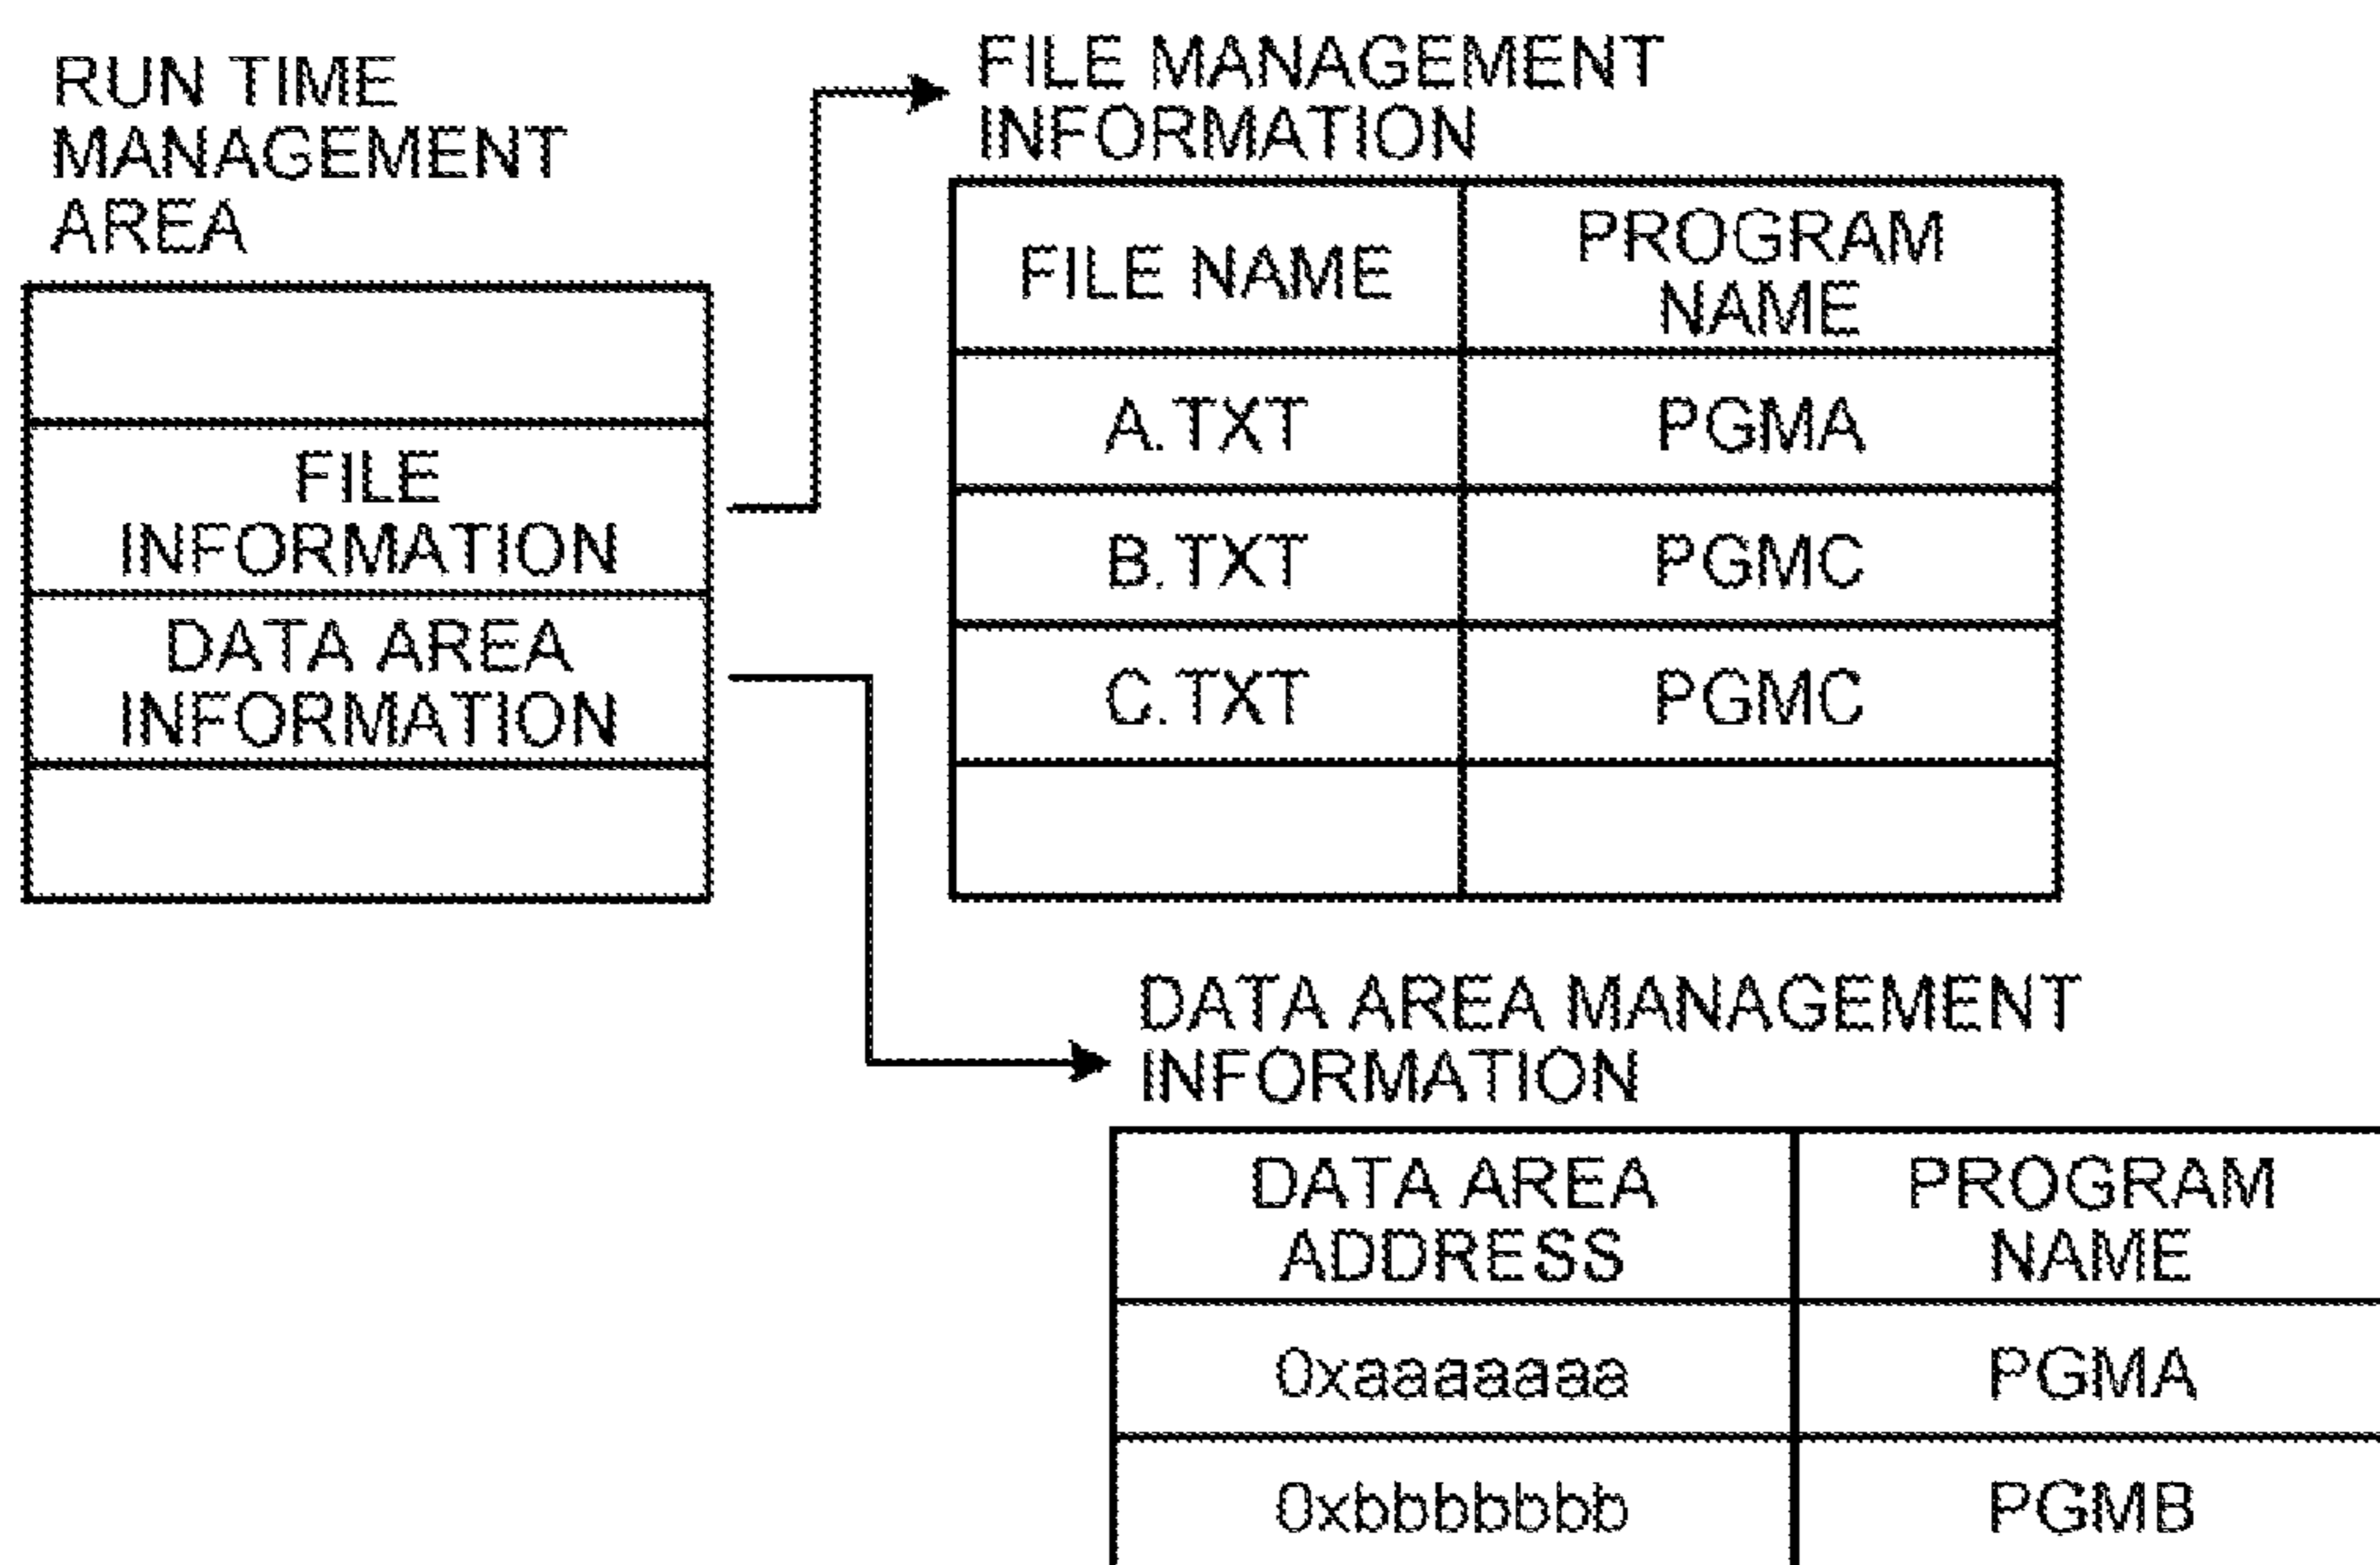 RUN TIME
MANAGEMENT
AREA
FILE
INFORMATION
DATA AREA
INFORMATION
FILE MANAGEMENT
INFORMATION
FILE NAME
PROGRAM
NAME
A.TXT
PGMA
B.TXT
PGMC
C.TXT
PGMC
DATA AREA MANAGEMENT
INFORMATION
DATA AREA
ADDRESS
PROGRAM
NAME
0xaaaaaaa
PGMA
0xbbbbbbb
PGMB